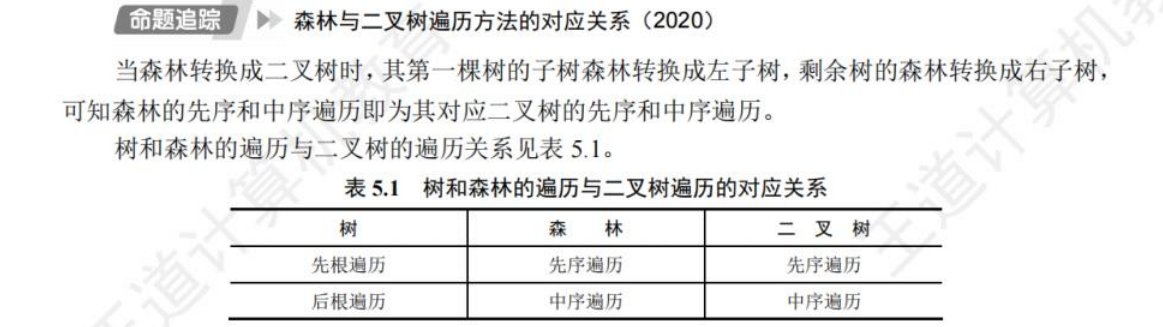 命题追踪 森林与二叉树遍历方法的对应关系（2020）
当森林转换成二叉树时，其第一棵树的子树森林转换成左子树，剩余树的森林转换成右子树，
可知森林的先序和中序遍历即为其对应二叉树的先序和中序遍历。
树和森林的遍历与二叉树的遍历关系见表 5.1。
表 5.1 树和森林的遍历与二叉树遍历的对应关系
树 森 林 二 叉 树
先根遍历 先序遍历 先序遍历
后根遍历 中序遍历 中序遍历